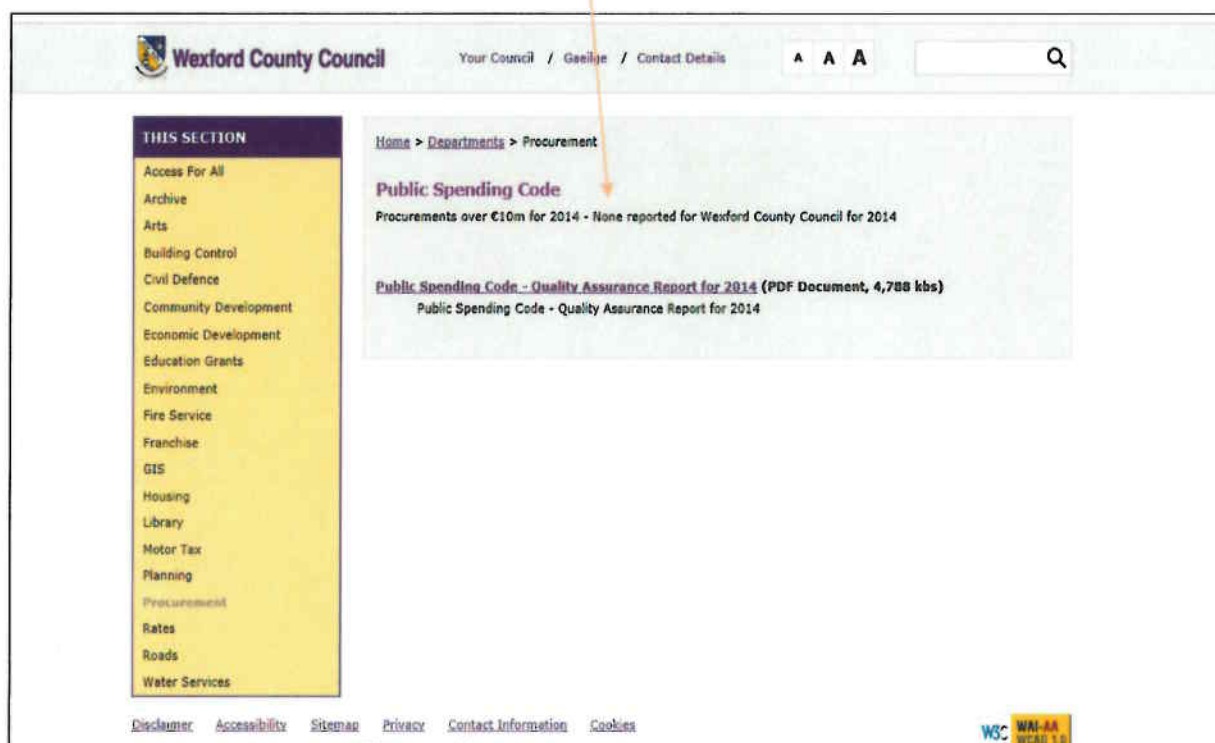 Wexford County Council
Your Council / Gaeilge / Contact Details
A A A
THIS SECTION
Access For All
Archive
Arts
Building Control
Civil Defence
Community Development
Economic Development
Education Grants
Environment
Fire Service
Franchise
GIS
Housing
Library
Motor Tax
Planning
Procurement
Rates
Roads
Water Services
Home > Departments > Procurement
Public Spending Code
Procurements over €10m for 2014 - None reported for Wexford County Council for 2014
Public Spending Code - Quality Assurance Report for 2014 (PDF Document, 4,788 kbs)
Public Spending Code - Quality Assurance Report for 2014
Disclaimer Accessibility Sitemap Privacy Contact Information Cookies
W3C WAI-AA
WCAG 1.0